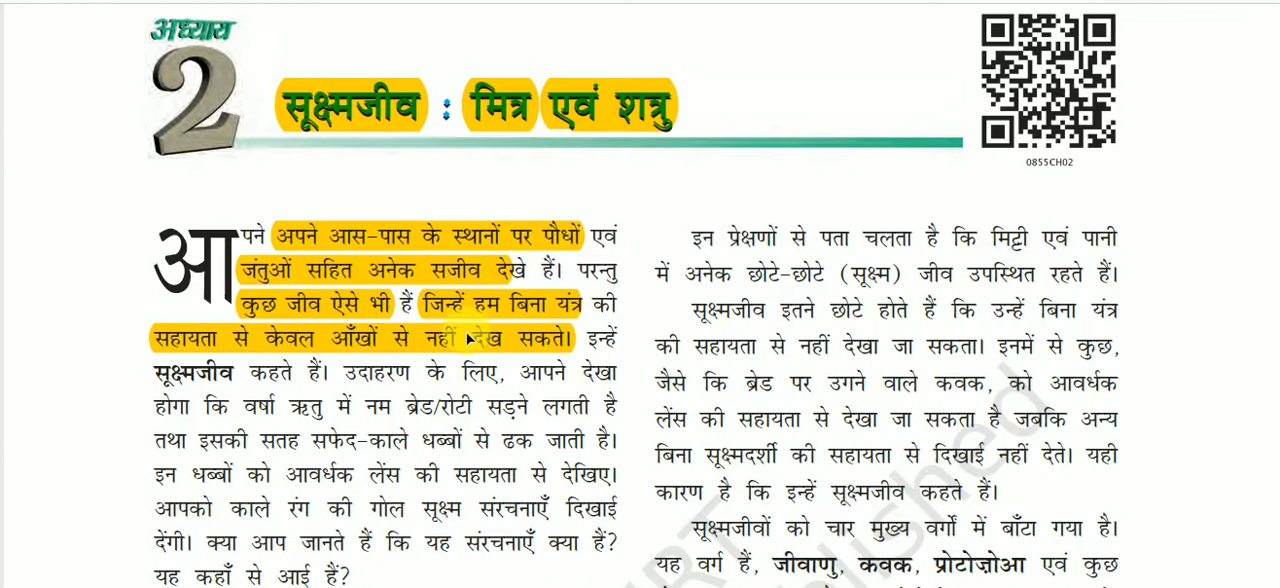 अध्याय
2
सूक्ष्मजीव : मित्र एवं शत्रु
0855CH02
आपने अपने आस-पास के स्थानों पर पौधों एवं
जंतुओं सहित अनेक सजीव देखे हैं। परन्तु
कुछ जीव ऐसे भी हैं जिन्हें हम बिना यंत्र की
सहायता से केवल आँखों से नहीं देख सकते। इन्हें
सूक्ष्मजीव कहते हैं। उदाहरण के लिए, आपने देखा
होगा कि वर्षा ऋतु में नम ब्रेड/रोटी सड़ने लगती है
तथा इसकी सतह सफेद-काले धब्बों से ढक जाती है।
इन धब्बों को आवर्धक लेंस की सहायता से देखिए।
आपको काले रंग की गोल सूक्ष्म संरचनाएँ दिखाई
देंगी। क्या आप जानते हैं कि यह संरचनाएँ क्या हैं?
यह कहाँ से आई हैं?
इन प्रेक्षणों से पता चलता है कि मिट्टी एवं पानी
में अनेक छोटे-छोटे (सूक्ष्म) जीव उपस्थित रहते हैं।
सूक्ष्मजीव इतने छोटे होते हैं कि उन्हें बिना यंत्र
की सहायता से नहीं देखा जा सकता। इनमें से कुछ,
जैसे कि ब्रेड पर उगने वाले कवक, को आवर्धक
लेंस की सहायता से देखा जा सकता है जबकि अन्य
बिना सूक्ष्मदर्शी की सहायता से दिखाई नहीं देते। यही
कारण है कि इन्हें सूक्ष्मजीव कहते हैं।
सूक्ष्मजीवों को चार मुख्य वर्गों में बाँटा गया है।
यह वर्ग हैं, जीवाणु, कवक, प्रोटोज़ोआ एवं कुछ